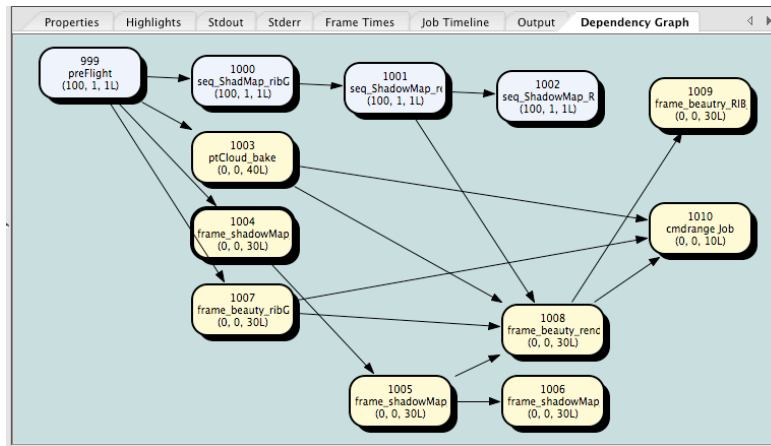 Properties
Highlights
Stdout
Stderr
Frame Times
Job Timeline
Output
Dependency Graph
999
preFlight
(100, 1, 1L)
1000
seq_ShadMap_ribG
(100, 1, 1L)
1001
seq_ShadowMap_re
(100, 1, 1L)
1002
seq_ShadowMap_R
(100, 1, 1L)
1009
frame_beautry_RIB_
(0, 0, 30L)
1003
ptCloud_bake
(0, 0, 40L)
1004
frame_shadowMap
(0, 0, 30L)
1010
cmdrange Job
(0, 0, 10L)
1007
frame_beauty_ribG
(0, 0, 30L)
1008
frame_beauty_rend
(0, 0, 30L)
1005
frame_shadowMap
(0, 0, 30L)
1006
frame_shadowMap
(0, 0, 30L)